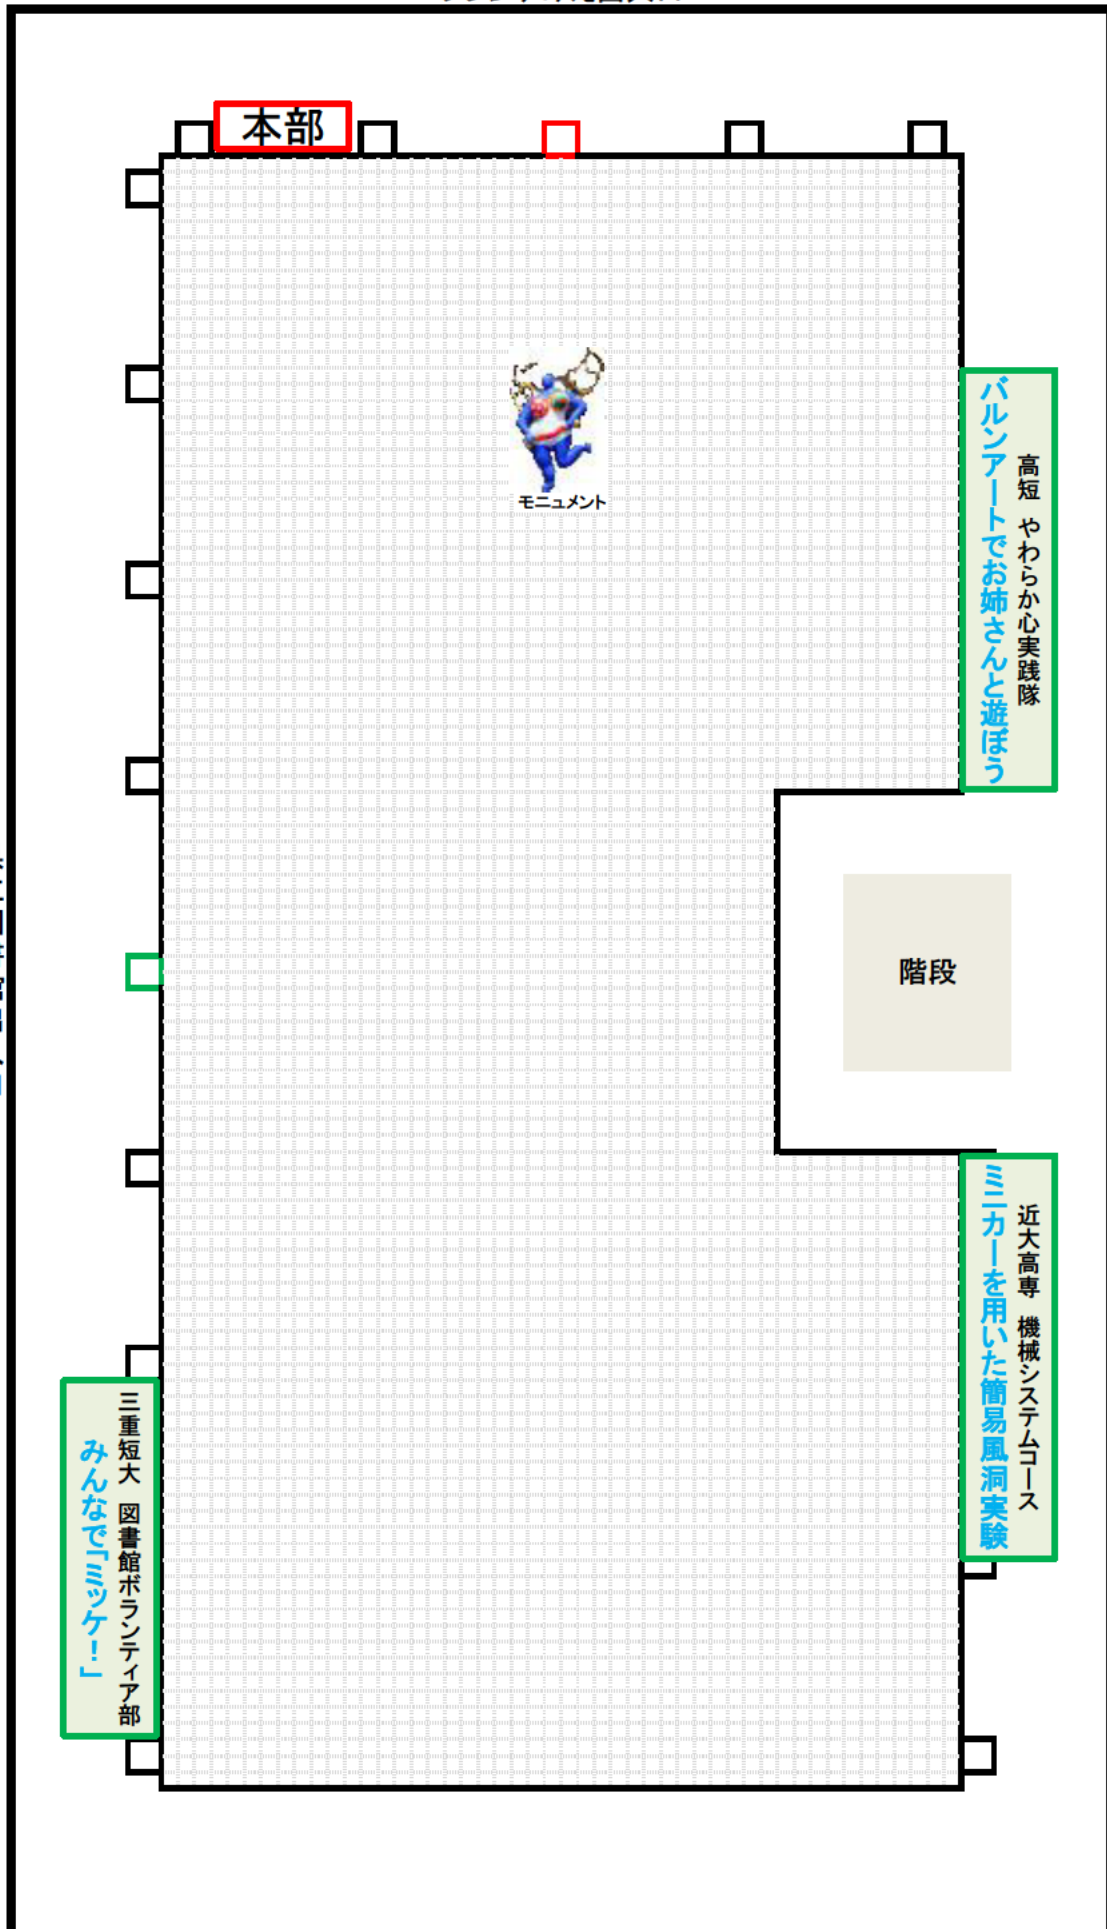 本部
モニュメント
高短　やわらか心実践隊
バルンアートでお姉さんと遊ぼう
階段
近大高専　機械システムコース
ミニカーを用いた簡易風洞実験
三重短大　図書館ボランティア部
みんなで「ミッケ！」